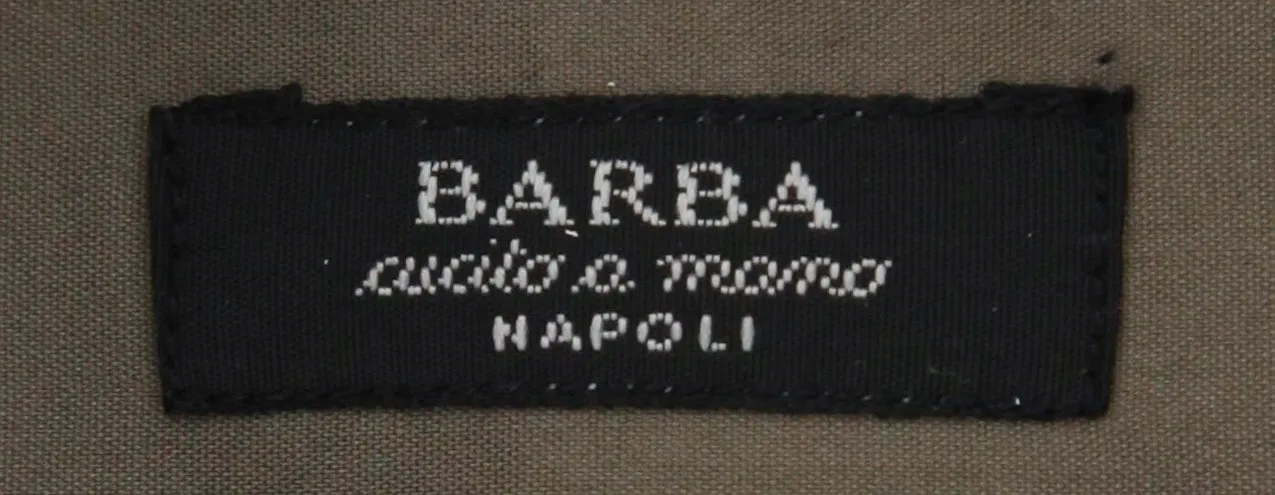 BARBA
cucito a mano
NAPOLI